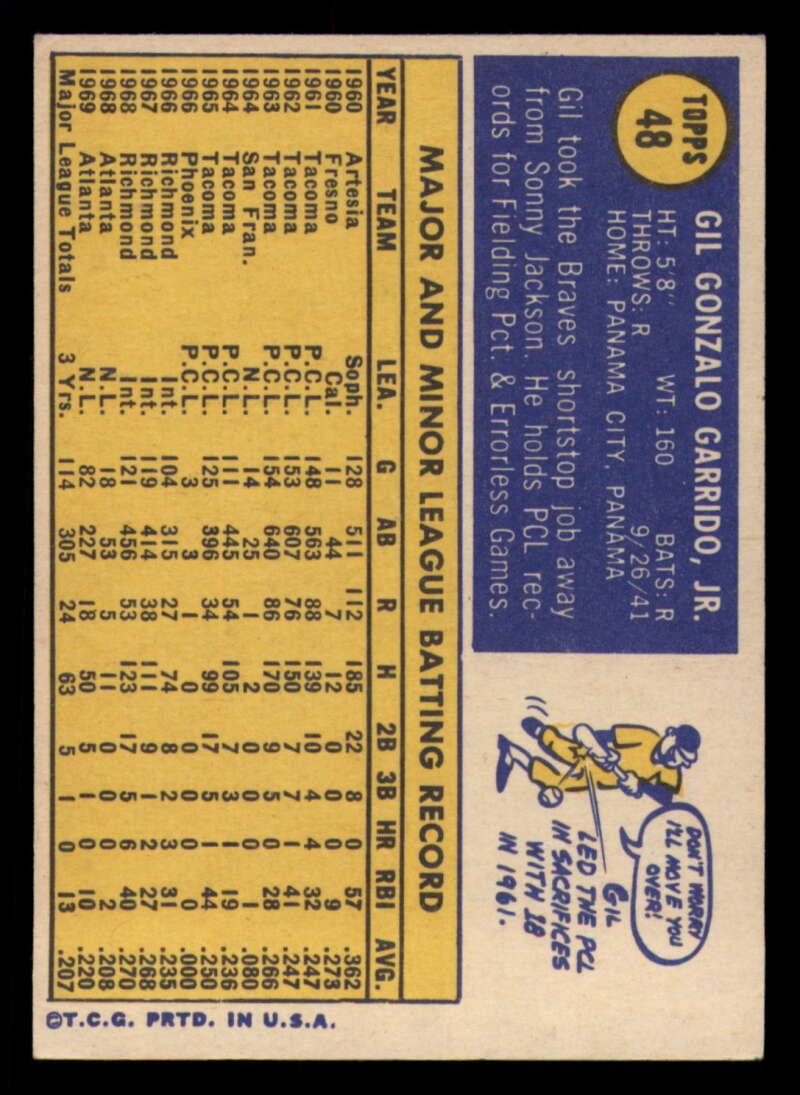 TOPPS
48
GIL GONZALO GARRIDO, JR.
HT: 5'8" WT: 160 BATS: R
THROWS: R 9/26/41
HOME: PANAMA CITY, PANAMA
Gil took the Braves shortstop job away
from Sonny Jackson. He holds PCL rec-
ords for Fielding Pct. & Errorless Games.
DON'T WORRY
I'LL MOVE YOU
OVER!
GIL
LED THE PCL
IN SACRIFICES
WITH 18
IN 1961.
MAJOR AND MINOR LEAGUE BATTING RECORD
YEAR TEAM LEA. G AB R H 2B 3B HR RBI AVG.
1960 Artesia Soph. 128 511 112 185 22 8 0 57 .362
1960 Fresno Cal. 11 44 7 12 0 4 0 9 .273
1961 Tacoma P.C.L. 148 563 88 139 10 4 4 32 .247
1962 Tacoma P.C.L. 153 607 76 150 7 7 1 41 .247
1963 Tacoma P.C.L. 154 640 86 170 9 5 0 28 .266
1964 San Fran. N.L. 14 25 1 2 0 0 0 1 .080
1964 Tacoma P.C.L. 111 445 54 105 7 3 1 19 .236
1965 Tacoma P.C.L. 125 396 34 99 17 5 1 44 .250
1966 Phoenix P.C.L. 3 3 1 0 0 0 0 0 .000
1966 Richmond Int. 104 315 27 74 8 2 3 31 .235
1967 Richmond Int. 119 414 38 111 9 1 2 27 .268
1968 Richmond Int. 121 456 53 123 17 5 6 40 .270
1968 Atlanta N.L. 18 53 5 11 0 0 0 2 .208
1969 Atlanta N.L. 82 227 18 50 5 1 0 10 .220
Major League Totals 3 Yrs. 114 305 24 63 5 1 0 13 .207
©T.C.G. PRTD. IN U.S.A.